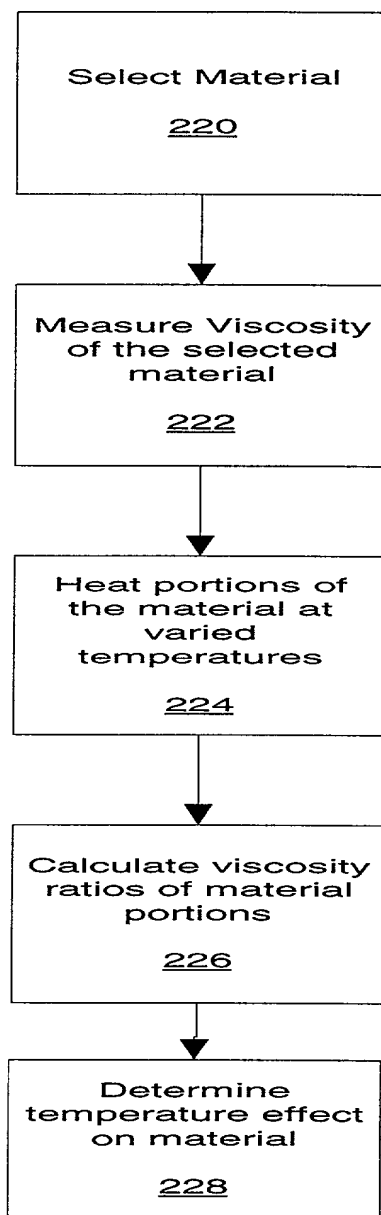 Select Material
220
Measure Viscosity
of the selected
material
222
Heat portions of
the material at
varied
temperatures
224
Calculate viscosity
ratios of material
portions
226
Determine
temperature effect
on material
228